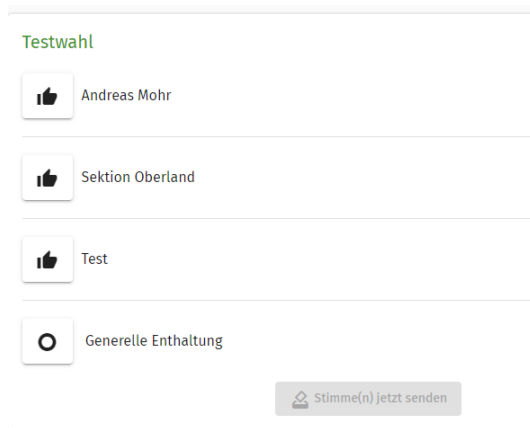 Testwahl
Andreas Mohr
Sektion Oberland
Test
Generelle Enthaltung
Stimme(n) jetzt senden